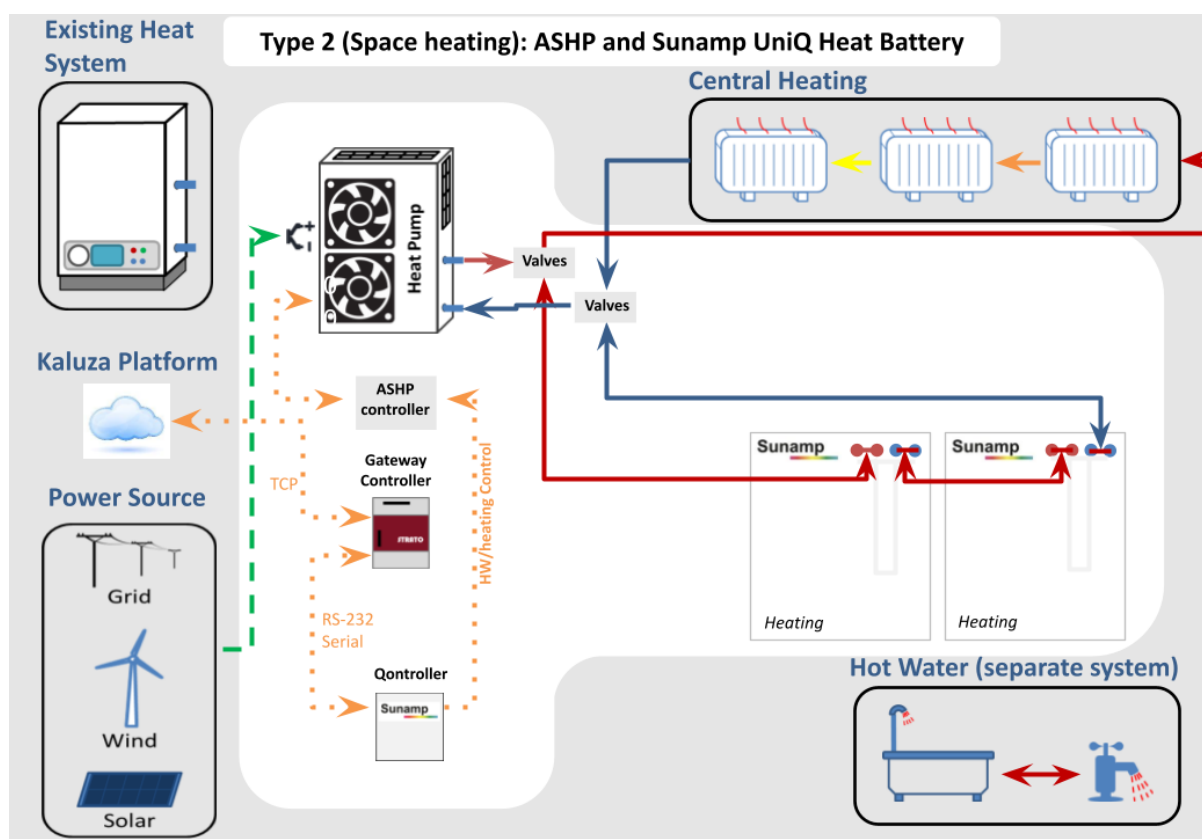 Existing Heat
System
Type 2 (Space heating): ASHP and Sunamp UniQ Heat Battery
Central Heating
Heat Pump
Valves
Valves
Kaluza Platform
ASHP
controller
Gateway
Controller
TCP
STRATO
HW/heating Control
Power Source
Grid
Wind
Solar
RS-232
Serial
Qontroller
Sunamp
Sunamp
Sunamp
Heating
Heating
Hot Water (separate system)